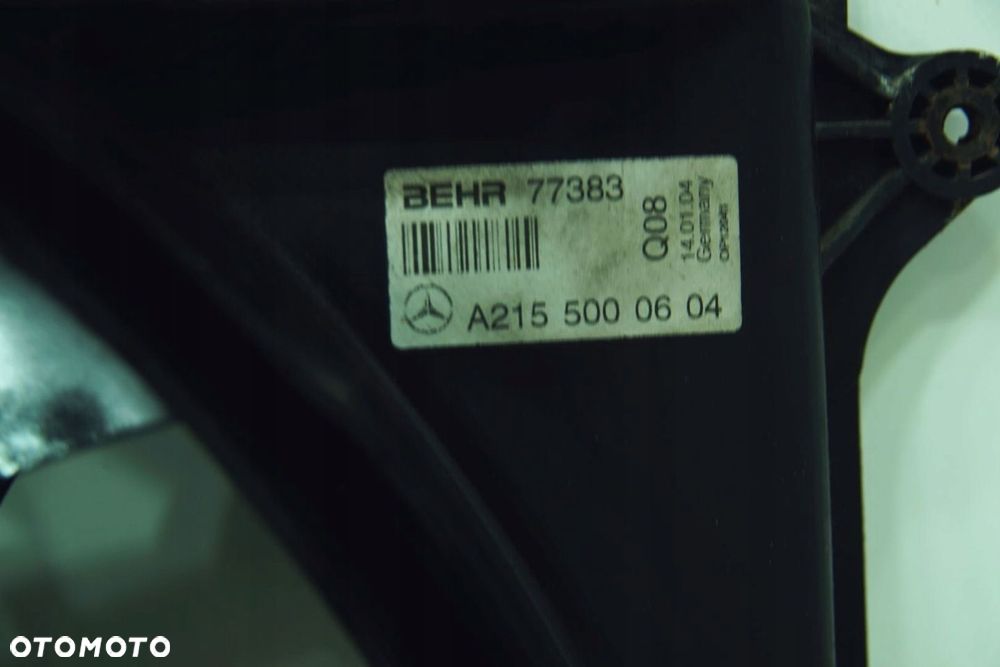 BEHR 77383
Q08
14.01.04
Germany
A215 500 06 04
OTOMOTO